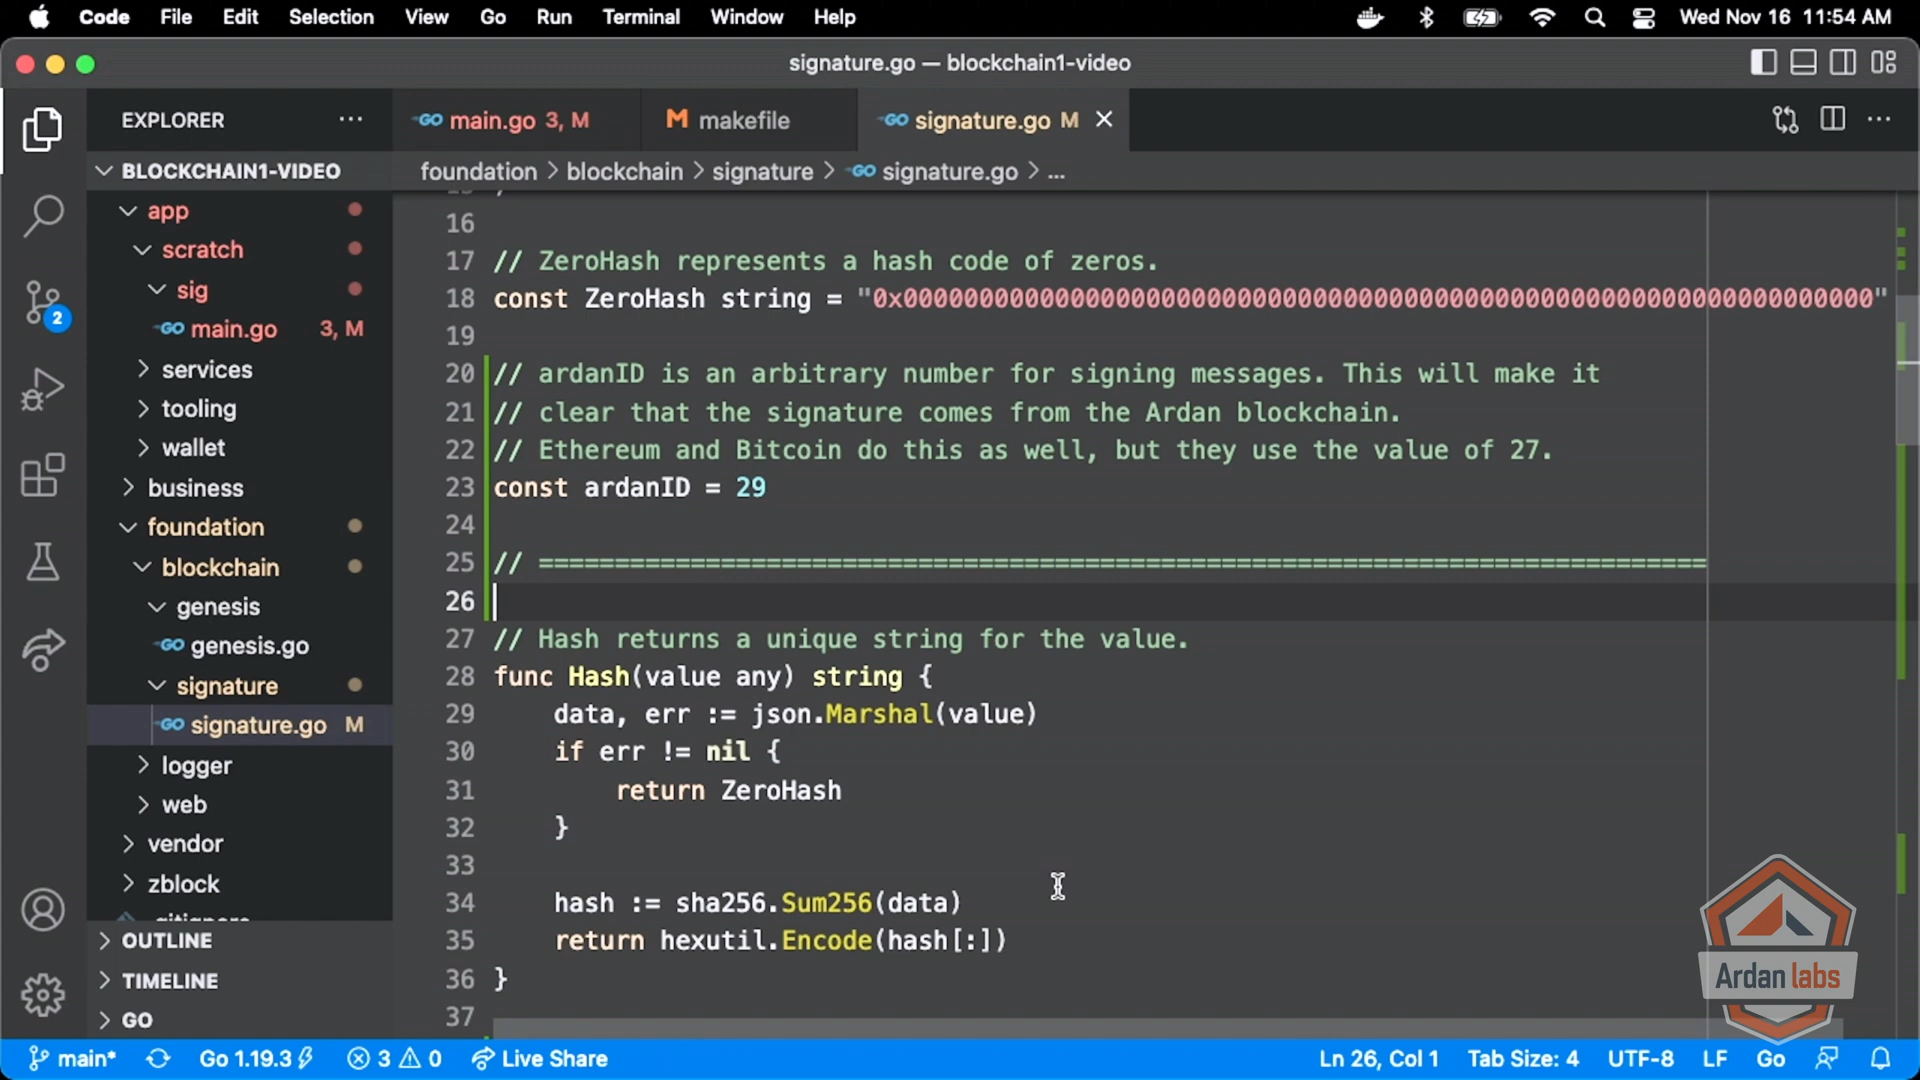 Code File Edit Selection View Go Run Terminal Window Help Wed Nov 16 11:54 AM
signature.go — blockchain1-video
EXPLORER ...
main.go 3, M
makefile
signature.go M
BLOCKCHAIN1-VIDEO
foundation > blockchain > signature > signature.go > ...
app
scratch
sig
main.go 3, M
services
tooling
wallet
business
foundation
blockchain
genesis
genesis.go
signature
signature.go M
logger
web
vendor
zblock
.gitignore
OUTLINE
TIMELINE
GO
2
16
17 // ZeroHash represents a hash code of zeros.
18 const ZeroHash string = "0x0000000000000000000000000000000000000000000000000000000000000000"
19
20 // ardanID is an arbitrary number for signing messages. This will make it
21 // clear that the signature comes from the Ardan blockchain.
22 // Ethereum and Bitcoin do this as well, but they use the value of 27.
23 const ardanID = 29
24
25 // =============================================================================
26
27 // Hash returns a unique string for the value.
28 func Hash(value any) string {
29 data, err := json.Marshal(value)
30 if err != nil {
31 return ZeroHash
32 }
33
34 hash := sha256.Sum256(data)
35 return hexutil.Encode(hash[:])
36 }
37
Ardan labs
main* Go 1.19.3 3 0 Live Share Ln 26, Col 1 Tab Size: 4 UTF-8 LF Go